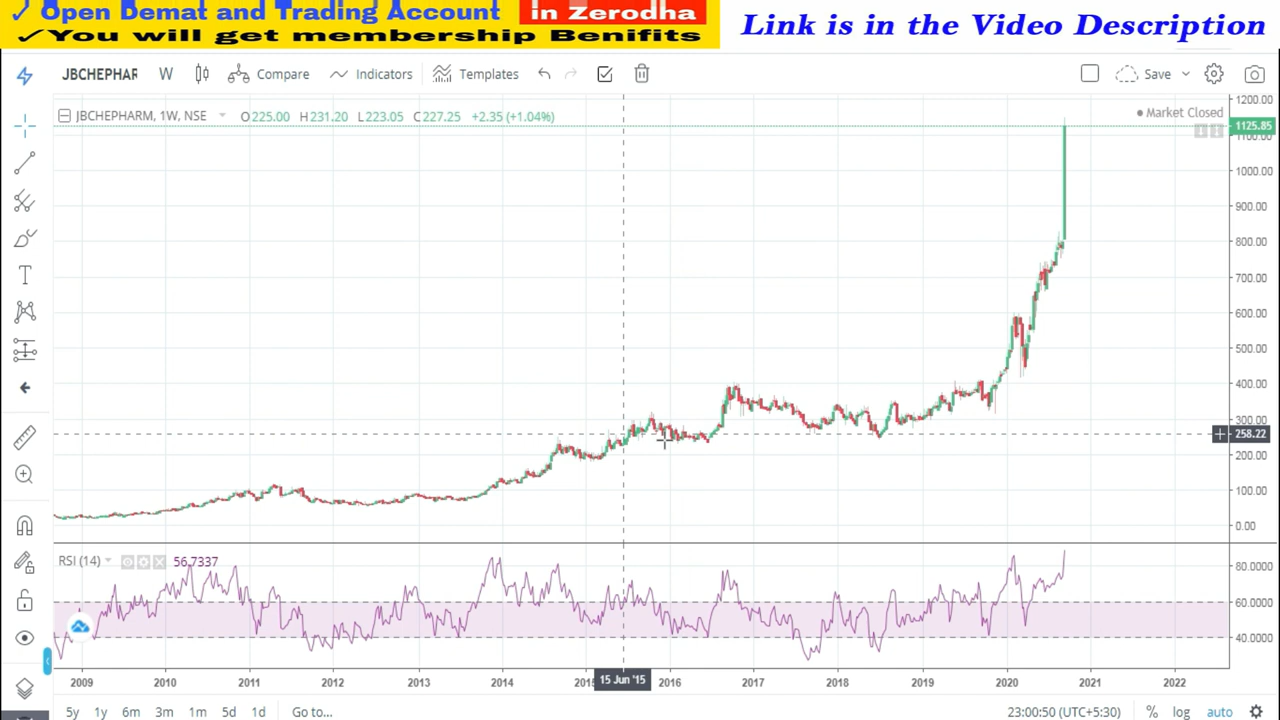 ✓ Open Demat and Trading Account In Zerodha
✓You will get membership Benifits
Link is in the Video Description
JBCHEPHAR W Compare Indicators Templates Save
JBCHEPHARM, 1W, NSE O225.00 H231.20 L223.05 C227.25 +2.35 (+1.04%)
Market Closed
1200.00
1125.85
1100.00
1000.00
900.00
800.00
700.00
600.00
500.00
400.00
300.00
258.22
200.00
100.00
0.00
RSI (14) 56.7337
80.0000
60.0000
40.0000
2009 2010 2011 2012 2013 2014 2015 15 Jun '15 2016 2017 2018 2019 2020 2021 2022
5y 1y 6m 3m 1m 5d 1d Go to... 23:00:50 (UTC+5:30) % log auto